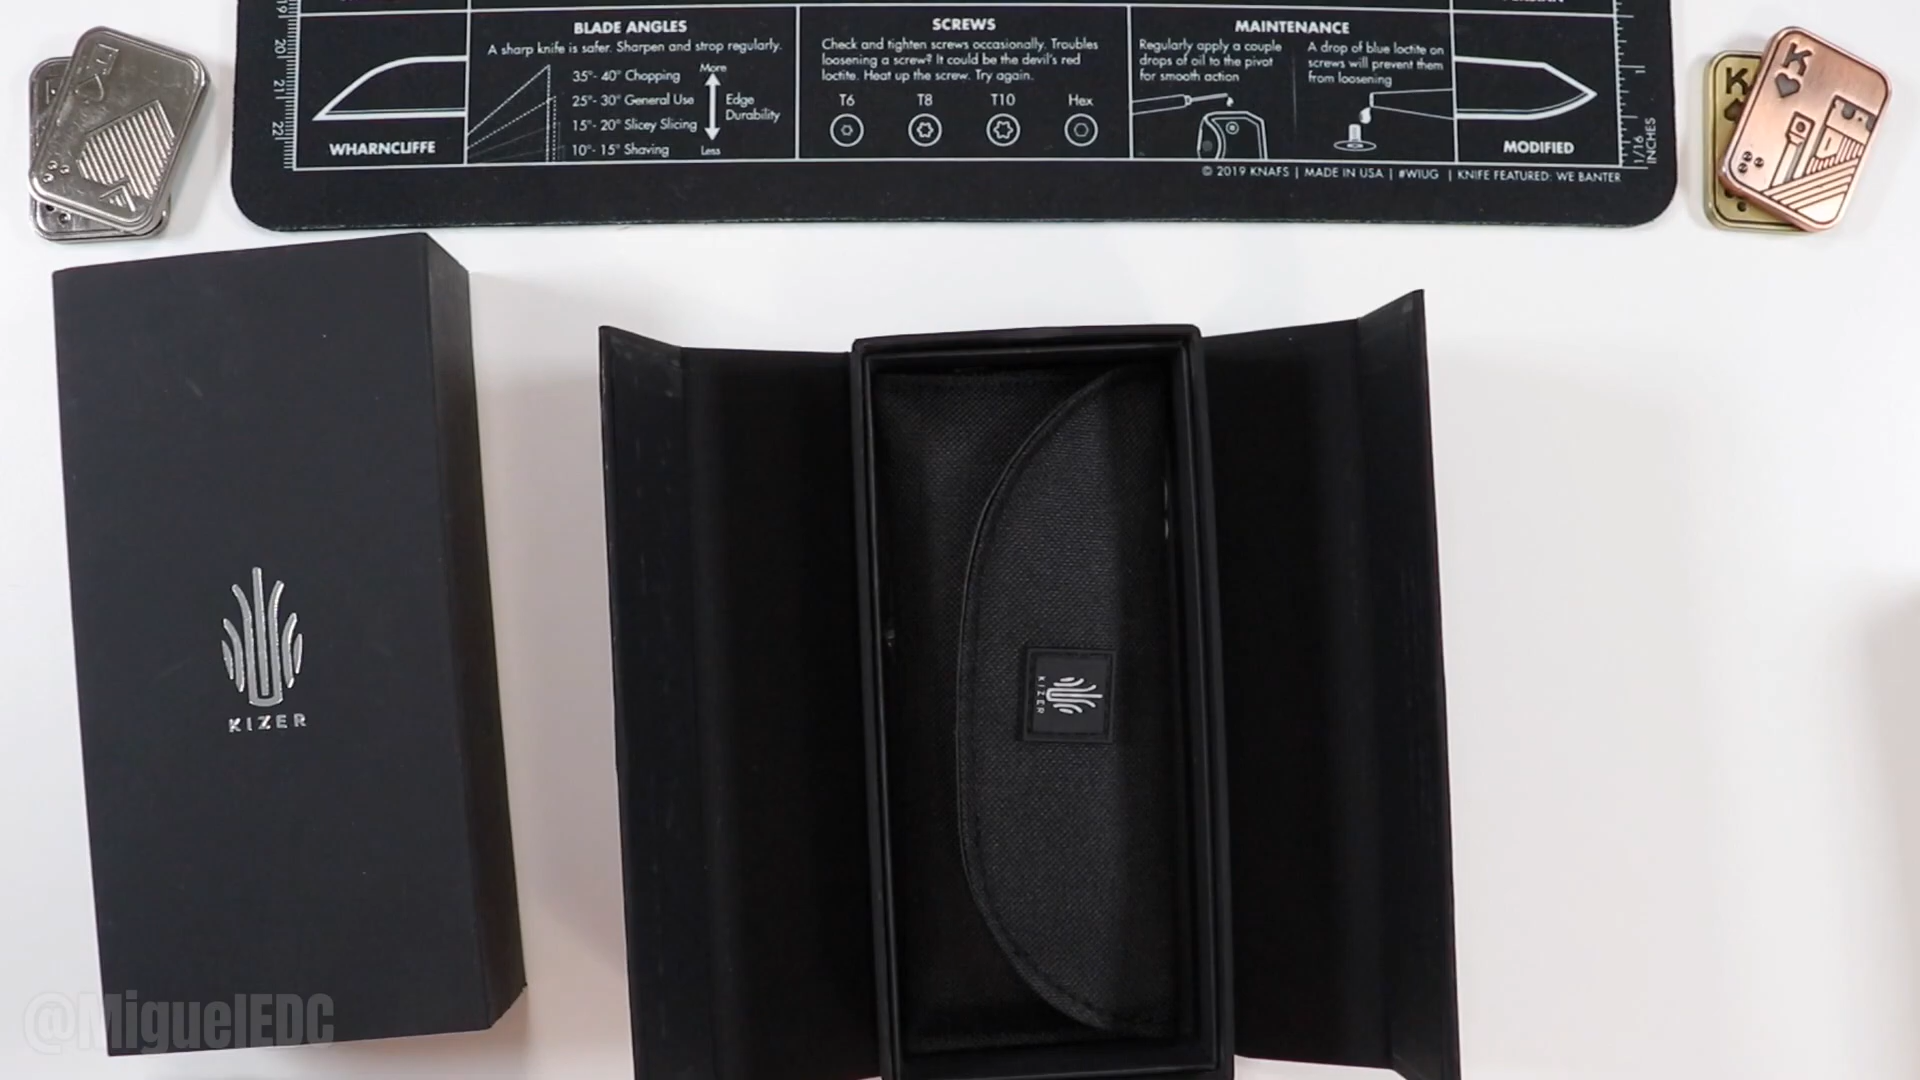 BLADE ANGLES
A sharp knife is safer. Sharpen and strop regularly.
35°- 40° Chopping
25°- 30° General Use
15°- 20° Slicey Slicing
10°- 15° Shaving
More
Edge
Durability
Less
SCREWS
Check and tighten screws occasionally. Troubles
loosening a screw? It could be the devil's red
loctite. Heat up the screw. Try again.
T6 T8 T10 Hex
MAINTENANCE
Regularly apply a couple
drops of oil to the pivot
for smooth action
A drop of blue loctite on
screws will prevent them
from loosening
WHARNCLIFFE
MODIFIED
20
21
22
1
1/16
INCHES
© 2019 KNAFS | MADE IN USA | #WIUG | KNIFE FEATURED: WE BANTER
K
K
KIZER
KIZER
@MiguelEDC